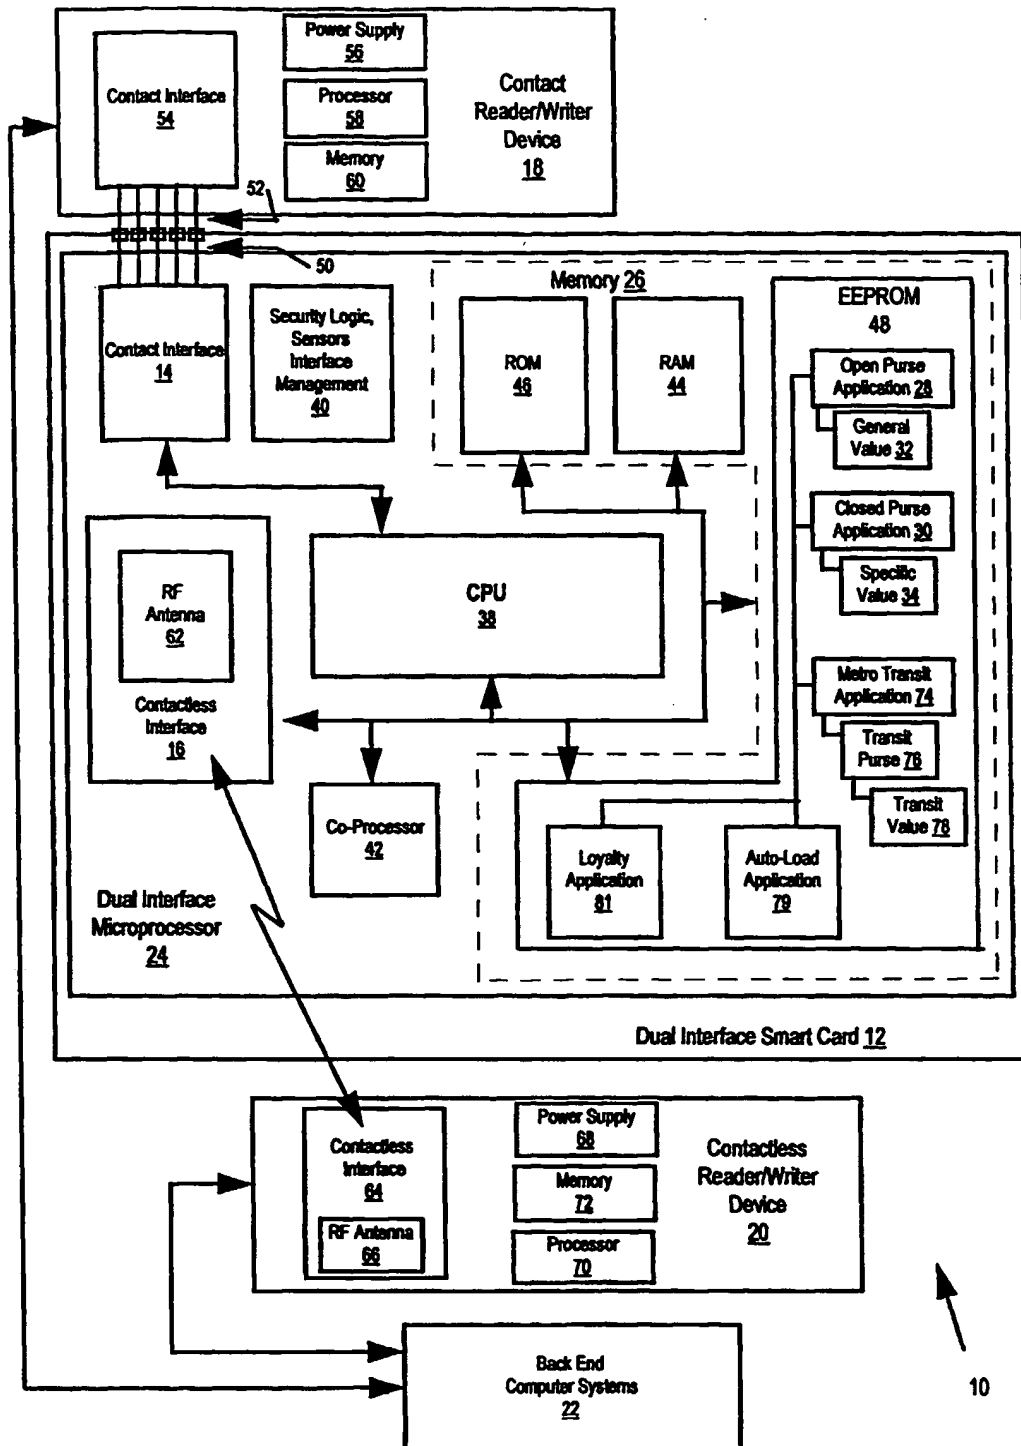 Power Supply
56
Contact Interface
54
Processor
58
Memory
60
Contact
Reader/Writer
Device
18
52
50
Contact Interface
14
Security Logic,
Sensors
Interface
Management
40
Memory 26
ROM
46
RAM
44
EEPROM
48
Open Purse
Application 28
General
Value 32
Closed Purse
Application 30
Specific
Value 34
RF
Antenna
62
Contactless
Interface
16
CPU
38
Metro Transit
Application 74
Transit
Purse 76
Transit
Value 78
Co-Processor
42
Loyalty
Application
81
Auto-Load
Application
79
Dual Interface
Microprocessor
24
Dual Interface Smart Card 12
Contactless
Interface
64
RF Antenna
66
Power Supply
68
Memory
72
Processor
70
Contactless
Reader/Writer
Device
20
Back End
Computer Systems
22
10